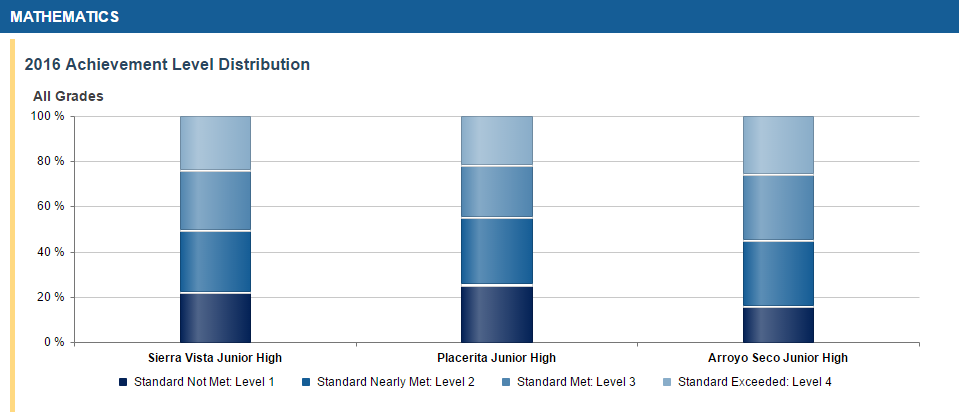 MATHEMATICS
2016 Achievement Level Distribution
All Grades
100 %
80 %
60 %
40 %
20 %
0 %
Sierra Vista Junior High Placerita Junior High Arroyo Seco Junior High
Standard Not Met: Level 1 Standard Nearly Met: Level 2 Standard Met: Level 3 Standard Exceeded: Level 4